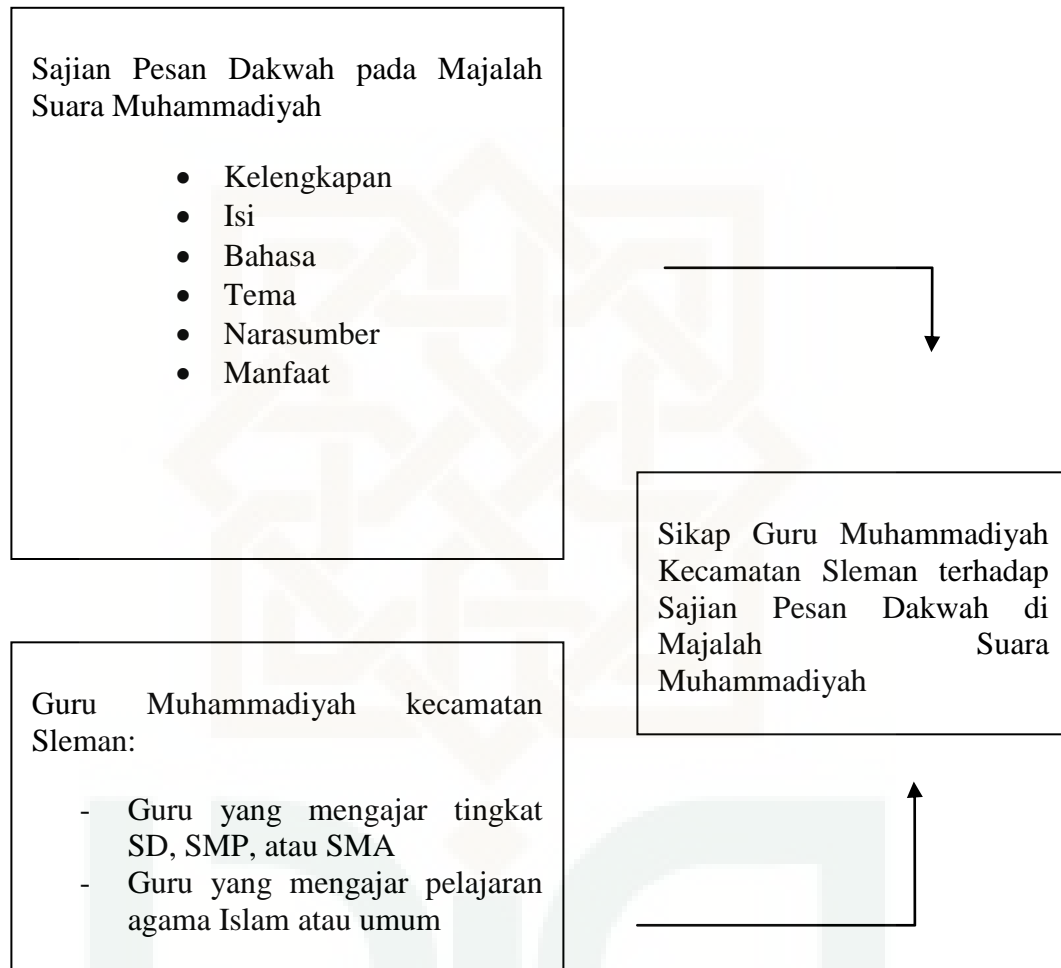 Sajian Pesan Dakwah pada Majalah
Suara Muhammadiyah
• Kelengkapan
• Isi
• Bahasa
• Tema
• Narasumber
• Manfaat
Sikap Guru Muhammadiyah
Kecamatan Sleman terhadap
Sajian Pesan Dakwah di
Majalah Suara
Muhammadiyah
Guru Muhammadiyah kecamatan
Sleman:
- Guru yang mengajar tingkat
SD, SMP, atau SMA
- Guru yang mengajar pelajaran
agama Islam atau umum